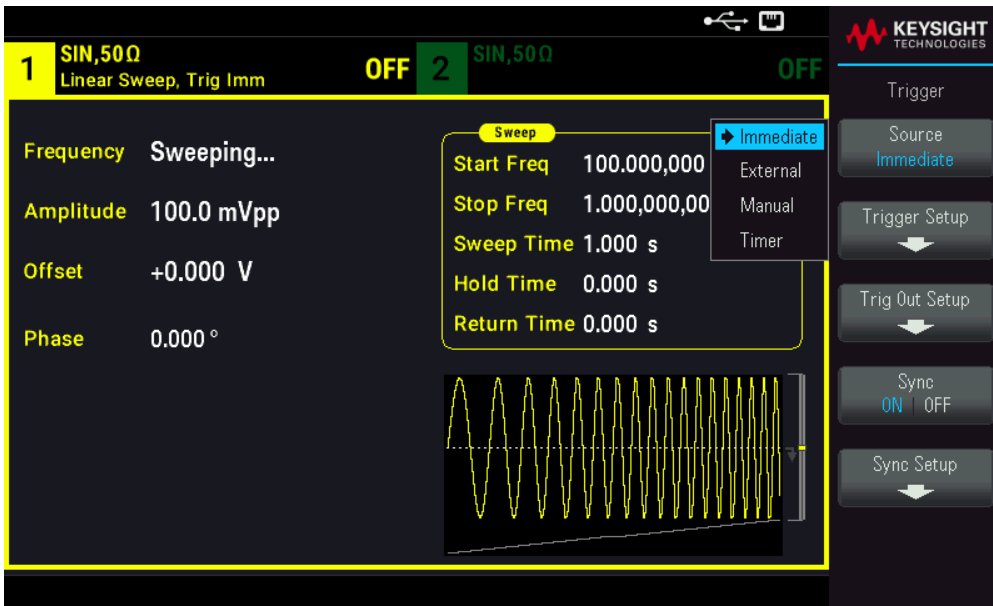 KEYSIGHT
TECHNOLOGIES
1
SIN,50Ω
Linear Sweep, Trig Imm
OFF
2
SIN,50Ω
OFF
Trigger
Frequency Sweeping...
Amplitude 100.0 mVpp
Offset +0.000 V
Phase 0.000 °
Sweep
Start Freq 100.000,000
Stop Freq 1.000,000,00
Sweep Time 1.000 s
Hold Time 0.000 s
Return Time 0.000 s
Immediate
External
Manual
Timer
Source
Immediate
Trigger Setup
Trig Out Setup
Sync
ON | OFF
Sync Setup